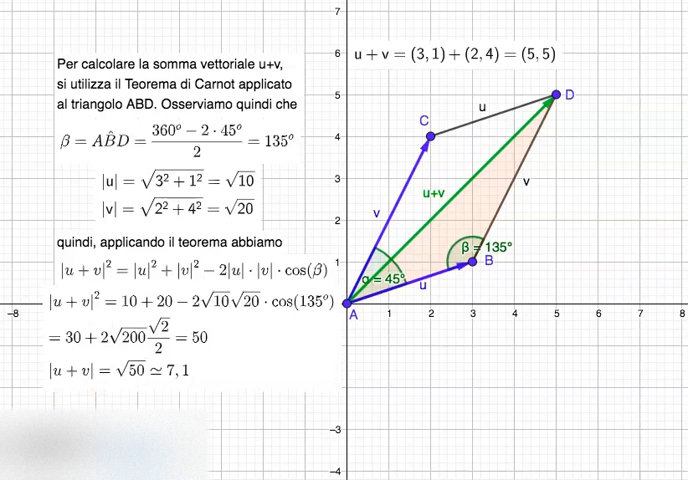 Per calcolare la somma vettoriale u+v,
si utilizza il Teorema di Carnot applicato
al triangolo ABD. Osserviamo quindi che
β = AB̂D = (360° − 2 · 45°)/2 = 135°
|u| = √(3² + 1²) = √10
|v| = √(2² + 4²) = √20
quindi, applicando il teorema abbiamo
|u + v|² = |u|² + |v|² − 2|u| · |v| · cos(β)
|u + v|² = 10 + 20 − 2√10√20 · cos(135°)
= 30 + 2√200 √2/2 = 50
|u + v| = √50 ≃ 7,1
u + v = (3, 1) + (2, 4) = (5, 5)
7
6
5
4
3
2
1
−3
−4
−8
1
2
3
4
5
6
7
8
C
u
D
v
u+v
v
β = 135°
B
α = 45°
u
A